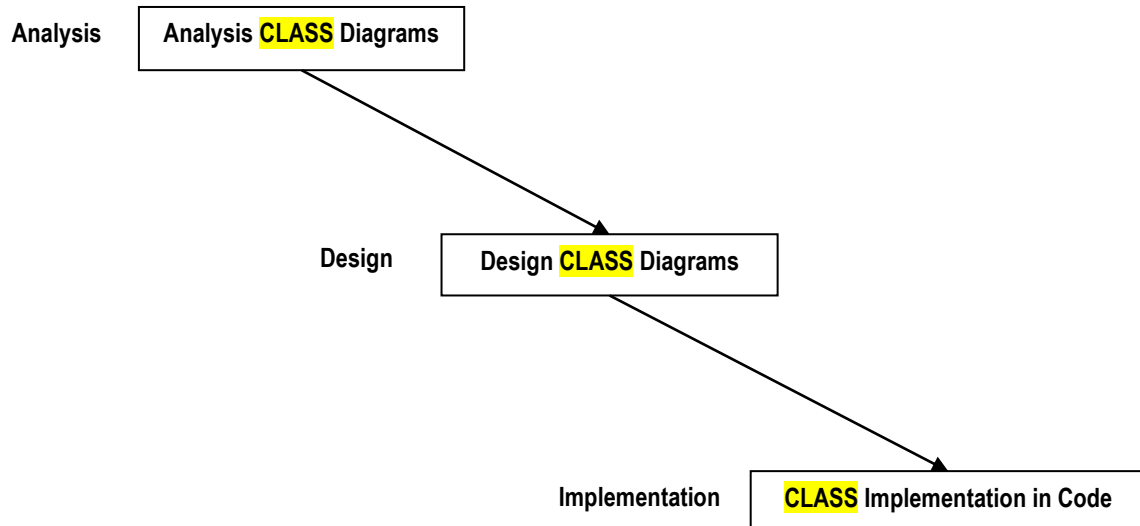 Analysis
Analysis CLASS Diagrams
Design
Design CLASS Diagrams
Implementation
CLASS Implementation in Code